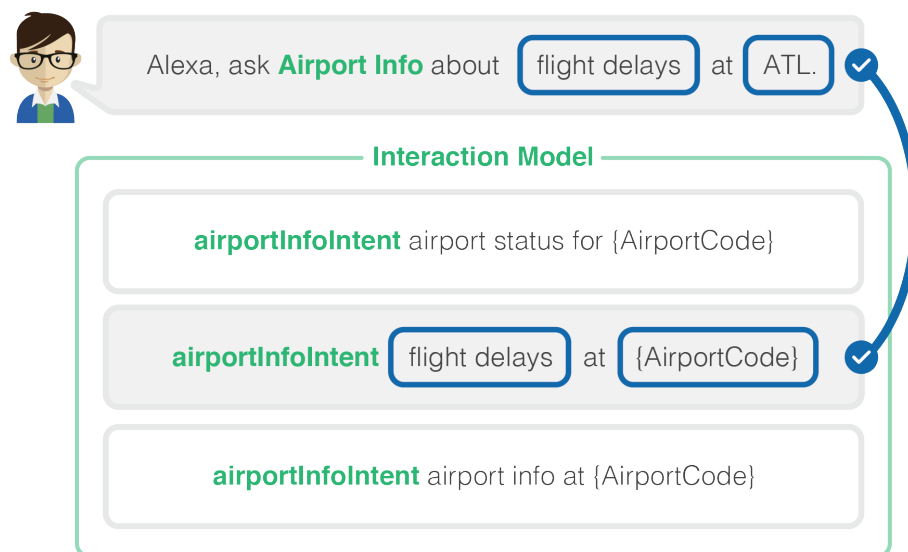 Alexa, ask Airport Info about flight delays at ATL.
Interaction Model
airportInfoIntent airport status for {AirportCode}
airportInfoIntent flight delays at {AirportCode}
airportInfoIntent airport info at {AirportCode}